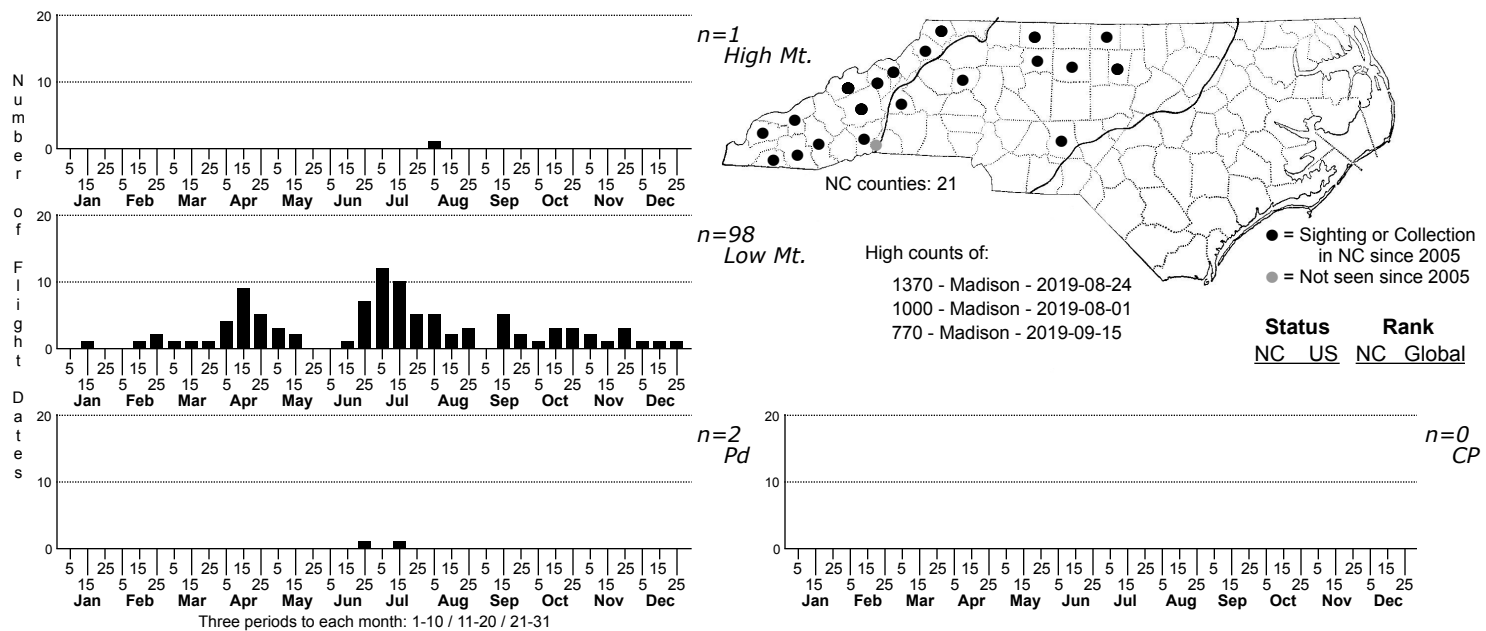 Number of Flight Dates
20
10
0
n=1
High Mt.
5 25 15 5 25 15 5 25 15 5 25 15 5 25 15 5 25
15 5 25 15 5 25 15 5 25 15 5 25 15 5 25 15 5 25 15
Jan Feb Mar Apr May Jun Jul Aug Sep Oct Nov Dec
20
10
0
n=98
Low Mt.
5 25 15 5 25 15 5 25 15 5 25 15 5 25 15 5 25 15
15 5 25 15 5 25 15 5 25 15 5 25 15 5 25 15 5 25
Jan Feb Mar Apr May Jun Jul Aug Sep Oct Nov Dec
20
10
0
n=2
Pd
5 25 15 5 25 15 5 25 15 5 25 15 5 25 15 5 25 15
15 5 25 15 5 25 15 5 25 15 5 25 15 5 25 15 5 25
Jan Feb Mar Apr May Jun Jul Aug Sep Oct Nov Dec
Three periods to each month: 1-10 / 11-20 / 21-31
NC counties: 21
High counts of:
1370 - Madison - 2019-08-24
1000 - Madison - 2019-08-01
770 - Madison - 2019-09-15
= Sighting or Collection
in NC since 2005
= Not seen since 2005
Status Rank
NC US NC Global
20
10
0
n=0
CP
5 25 15 5 25 15 5 25 15 5 25 15 5 25 15 5 25 15
15 5 25 15 5 25 15 5 25 15 5 25 15 5 25 15 5 25
Jan Feb Mar Apr May Jun Jul Aug Sep Oct Nov Dec